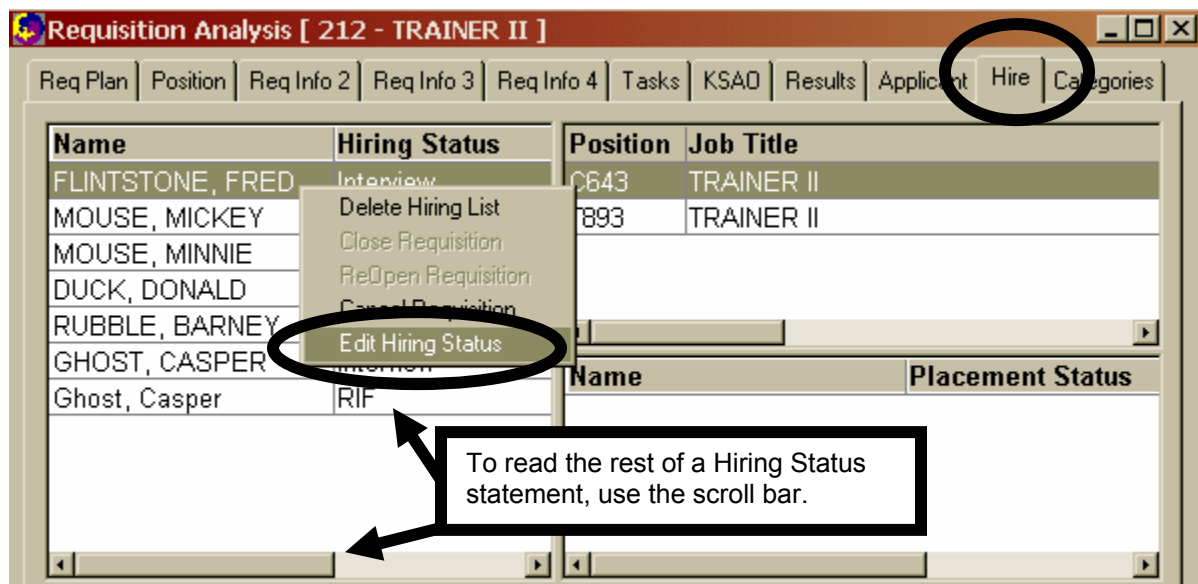 Requisition Analysis [ 212 - TRAINER II ]
Req Plan Position Req Info 2 Req Info 3 Req Info 4 Tasks KSAO Results Applicant Hire Categories
Name Hiring Status Position Job Title
FLINTSTONE, FRED Interview C643 TRAINER II
MOUSE, MICKEY Delete Hiring List T893 TRAINER II
MOUSE, MINNIE Close Requisition
DUCK, DONALD ReOpen Requisition
RUBBLE, BARNEY Cancel Requisition
Edit Hiring Status
GHOST, CASPER Interview
Name Placement Status
Ghost, Casper RIF
To read the rest of a Hiring Status
statement, use the scroll bar.